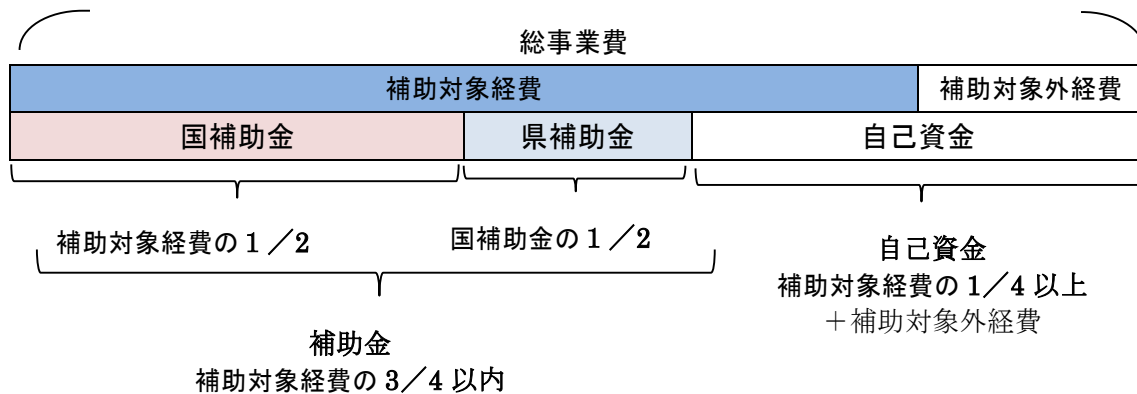 総事業費
補助対象経費 補助対象外経費
国補助金 県補助金 自己資金
補助対象経費の1/2 国補助金の1/2
自己資金
補助対象経費の1/4以上
+補助対象外経費
補助金
補助対象経費の3/4以内